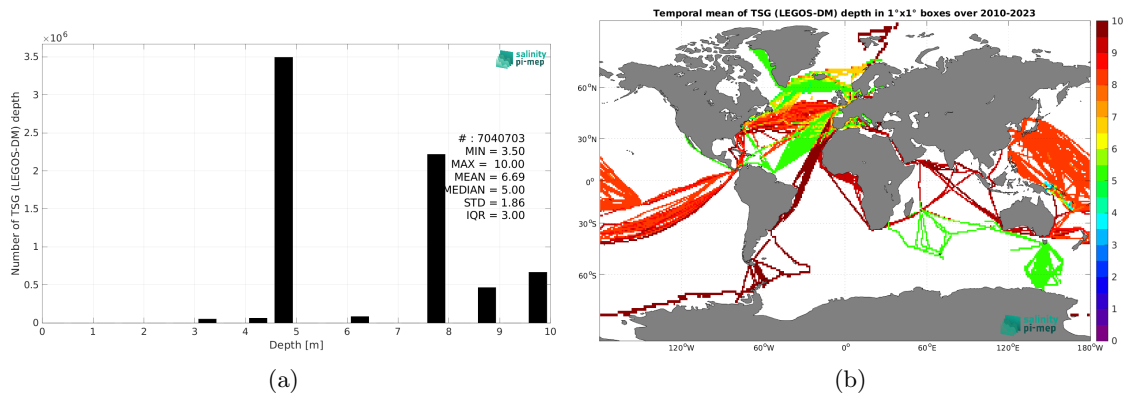 ×10⁶
3.5
3
2.5
2
1.5
1
0.5
0
0 1 2 3 4 5 6 7 8 9 10
Number of TSG (LEGOS-DM) depth
Depth [m]
salinity
pi-mep
# : 7040703
MIN = 3.50
MAX = 10.00
MEAN = 6.69
MEDIAN = 5.00
STD = 1.86
IQR = 3.00
(a)
Temporal mean of TSG (LEGOS-DM) depth in 1°x1° boxes over 2010-2023
60°N
30°N
0°
30°S
60°S
120°W 60°W 0° 60°E 120°E 180°W
salinity
pi-mep
10
9
8
7
6
5
4
3
2
1
0
(b)